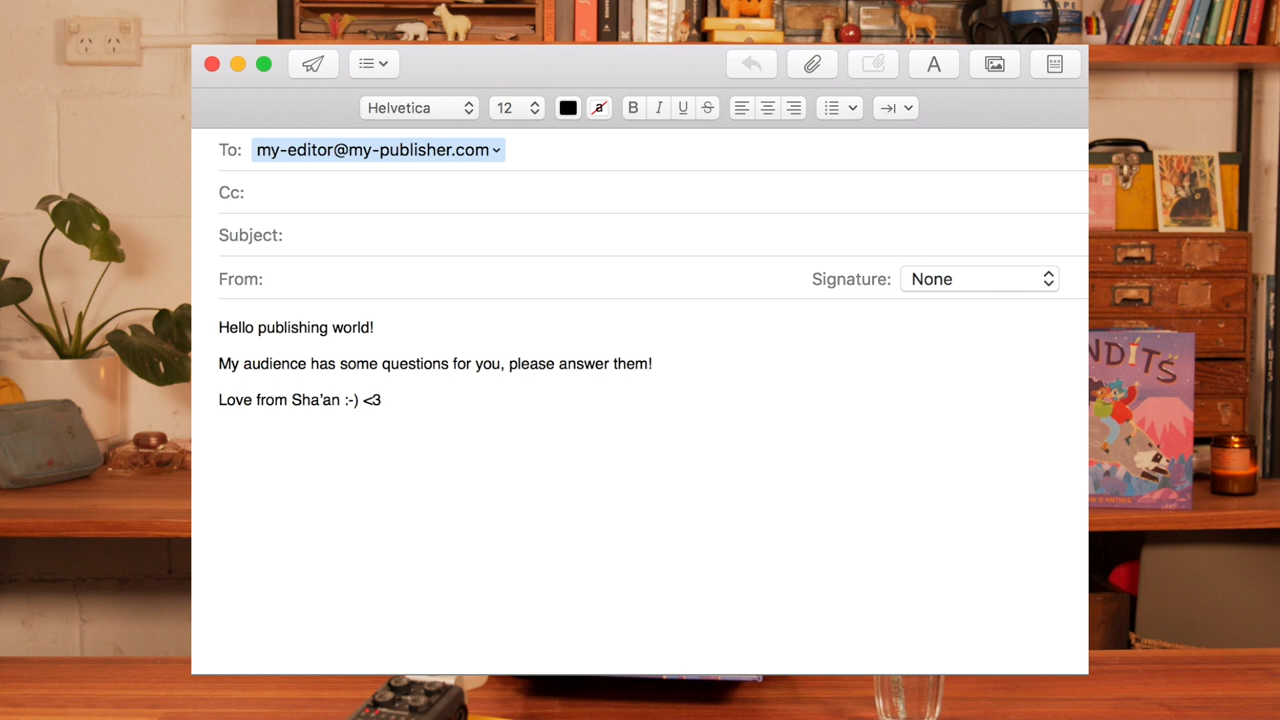 TAPE
Helvetica
12
a
B I U S
A
To: my-editor@my-publisher.com
Cc:
Subject:
From:
Signature: None
Hello publishing world!
My audience has some questions for you, please answer them!
Love from Sha'an :-) <3
NDITS